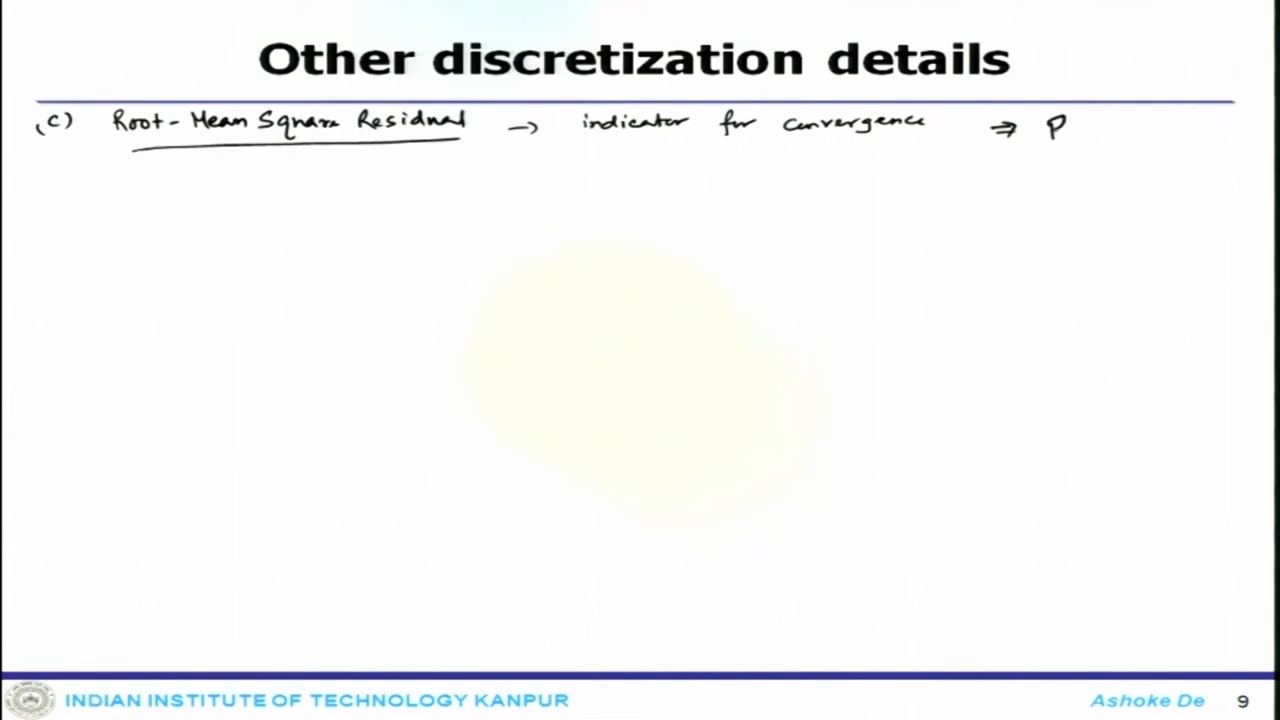 Other discretization details
(c) Root-Mean Square Residual → indicator for convergence ⇒ P
INDIAN INSTITUTE OF TECHNOLOGY KANPUR Ashoke De 9